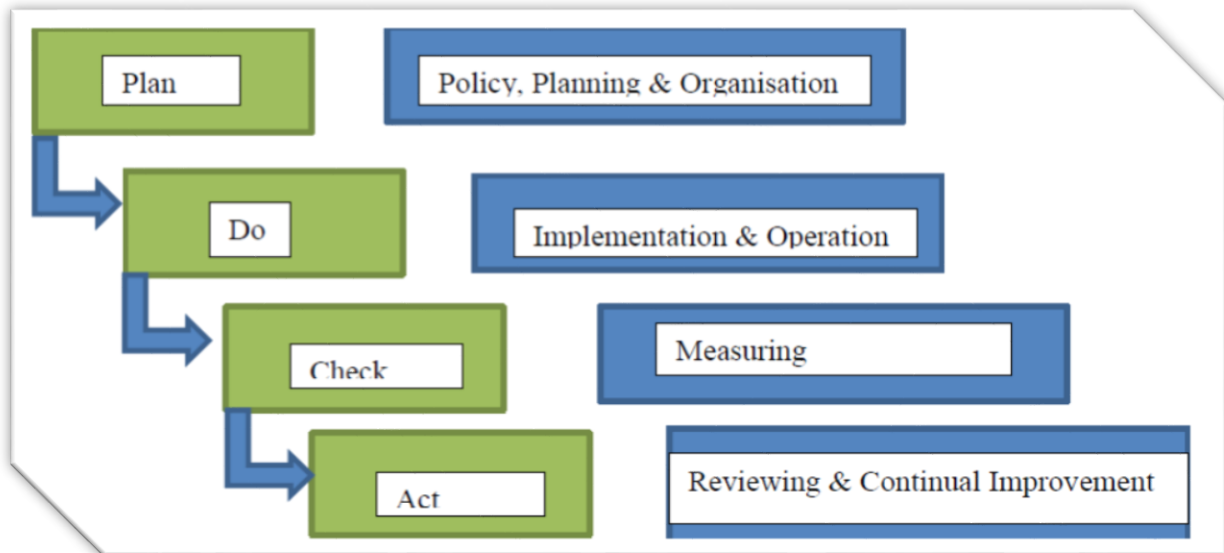 Plan
Policy, Planning & Organisation
Do
Implementation & Operation
Check
Measuring
Act
Reviewing & Continual Improvement